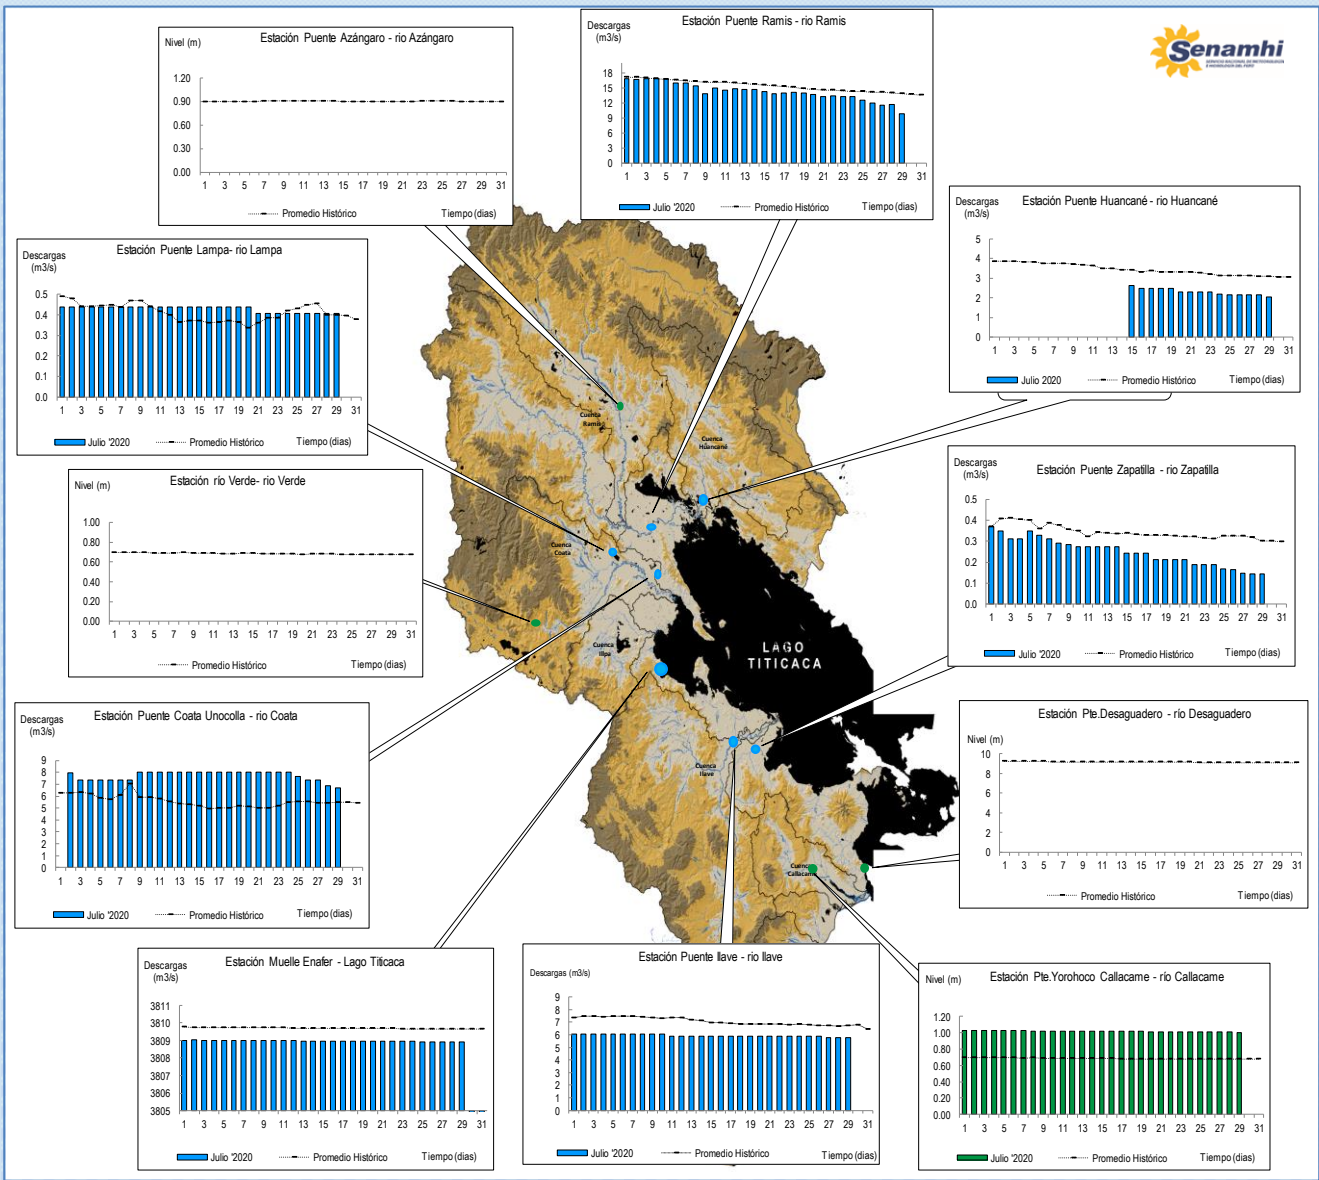 Estación Puente Azángaro - rio Azángaro
Nivel (m)
1.20
0.90
0.60
0.30
0.00
1 3 5 7 9 11 13 15 17 19 21 23 25 27 29 31
Promedio Histórico
Tiempo (dias)
Estación Puente Ramis - rio Ramis
Descargas
(m3/s)
18
15
12
9
6
3
0
1 3 5 7 9 11 13 15 17 19 21 23 25 27 29 31
Julio '2020
Promedio Histórico
Tiempo (dias)
Senamhi
Estación Puente Huancané - rio Huancané
Descargas
(m3/s)
5
4
3
2
1
0
1 3 5 7 9 11 13 15 17 19 21 23 25 27 29 31
Julio 2020
Promedio Histórico
Tiempo (dias)
Estación Puente Lampa- rio Lampa
Descargas
(m3/s)
0.5
0.4
0.3
0.2
0.1
0.0
1 3 5 7 9 11 13 15 17 19 21 23 25 27 29 31
Julio '2020
Promedio Histórico
Tiempo (dias)
Estación río Verde- rio Verde
Nivel (m)
1.00
0.80
0.60
0.40
0.20
0.00
1 3 5 7 9 11 13 15 17 19 21 23 25 27 29 31
Promedio Histórico
Tiempo (dias)
Estación Puente Zapatilla - rio Zapatilla
Descargas
(m3/s)
0.5
0.4
0.3
0.2
0.1
0.0
1 3 5 7 9 11 13 15 17 19 21 23 25 27 29 31
Julio '2020
Promedio Histórico
Tiempo (dias)
Cuenca
Ramis
Cuenca
Huancané
Cuenca
Coata
Cuenca
Illpa
LAGO
TITICACA
Cuenca
Ilave
Cuenca
Callacame
Estación Puente Coata Unocolla - rio Coata
Descargas
(m3/s)
9
8
7
6
5
4
3
2
1
0
1 3 5 7 9 11 13 15 17 19 21 23 25 27 29 31
Julio '2020
Promedio Histórico
Tiempo (dias)
Estación Pte.Desaguadero - río Desaguadero
Nivel (m)
10
8
6
4
2
0
1 3 5 7 9 11 13 15 17 19 21 23 25 27 29 31
Promedio Histórico
Tiempo (dias)
Estación Muelle Enafer - Lago Titicaca
Descargas
(m3/s)
3811
3810
3809
3808
3807
3806
3805
1 3 5 7 9 11 13 15 17 19 21 23 25 27 29 31
Julio '2020
Promedio Histórico
Tiempo (dias)
Estación Puente Ilave - rio Ilave
Descargas (m3/s)
9
8
7
6
5
4
3
2
1
0
1 3 5 7 9 11 13 15 17 19 21 23 25 27 29 31
Julio '2020
Promedio Histórico
Tiempo (dias)
Estación Pte.Yorohoco Callacame - río Callacame
Nivel (m)
1.20
1.00
0.80
0.60
0.40
0.20
0.00
1 3 5 7 9 11 13 15 17 19 21 23 25 27 29 31
Julio '2020
Promedio Histórico
Tiempo (dias)